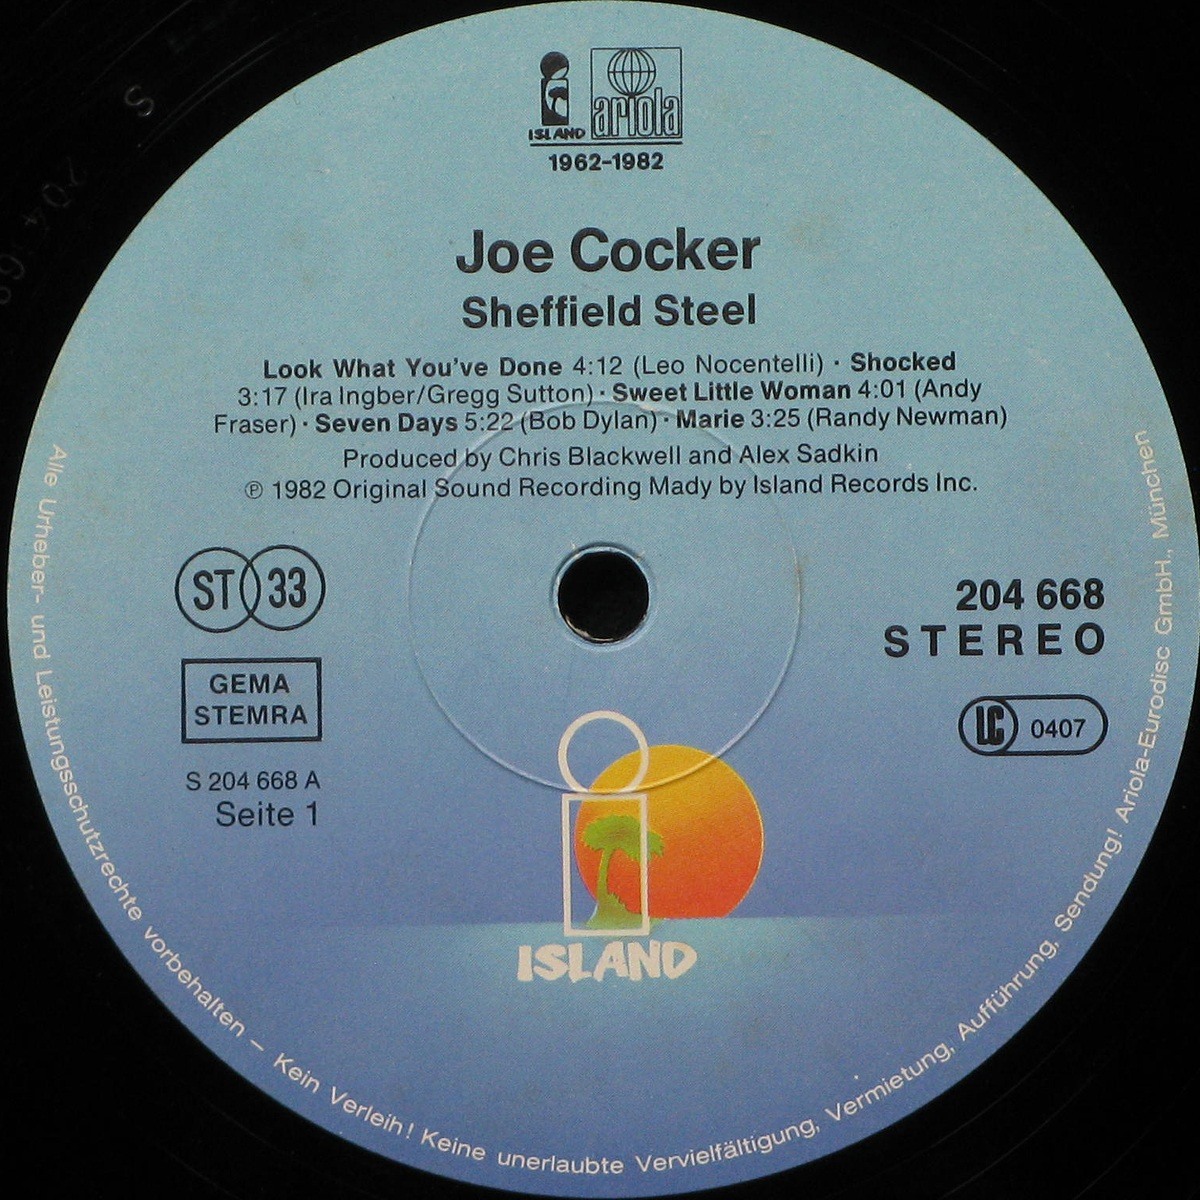 ISLAND
ariola
1962-1982
Joe Cocker
Sheffield Steel
Look What You've Done 4:12 (Leo Nocentelli) · Shocked
3:17 (Ira Ingber/Gregg Sutton) · Sweet Little Woman 4:01 (Andy
Fraser) · Seven Days 5:22 (Bob Dylan) · Marie 3:25 (Randy Newman)
Produced by Chris Blackwell and Alex Sadkin
℗ 1982 Original Sound Recording Mady by Island Records Inc.
ST 33
204 668
STEREO
GEMA
STEMRA
LC 0407
S 204 668 A
Seite 1
ISLAND
Alle Urheber- und Leistungsschutzrechte vorbehalten – Kein Verleih! Keine unerlaubte Vervielfältigung, Vermietung, Aufführung, Sendung! Ariola-Eurodisc GmbH., München